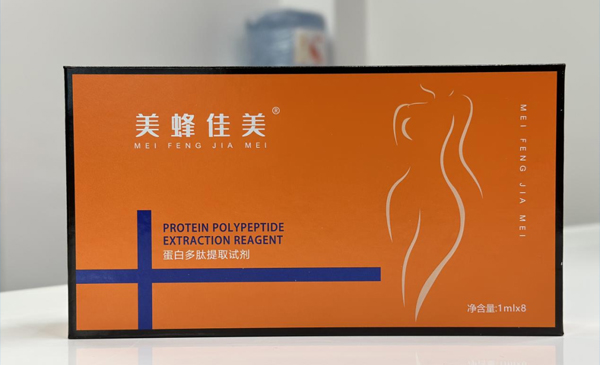 美蜂佳美®
MEI FENG JIA MEI
PROTEIN POLYPEPTIDE
EXTRACTION REAGENT
蛋白多肽提取试剂
MEI FENG JIA MEI
净含量:1mlx8